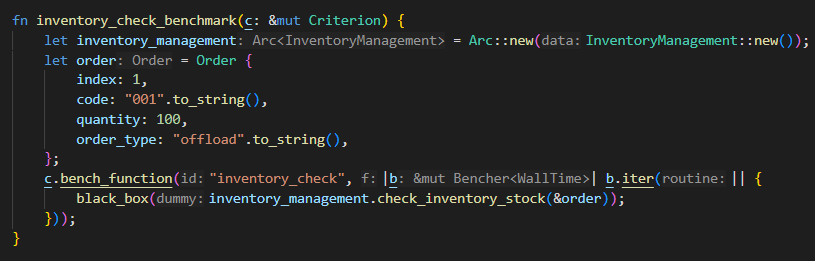 fn inventory_check_benchmark(c: &mut Criterion) {
    let inventory_management: Arc<InventoryManagement> = Arc::new(data: InventoryManagement::new());
    let order: Order = Order {
        index: 1,
        code: "001".to_string(),
        quantity: 100,
        order_type: "offload".to_string(),
    };
    c.bench_function(id: "inventory_check", f: |b: &mut Bencher<WallTime>| b.iter(routine: || {
        black_box(dummy: inventory_management.check_inventory_stock(&order));
    }));
}